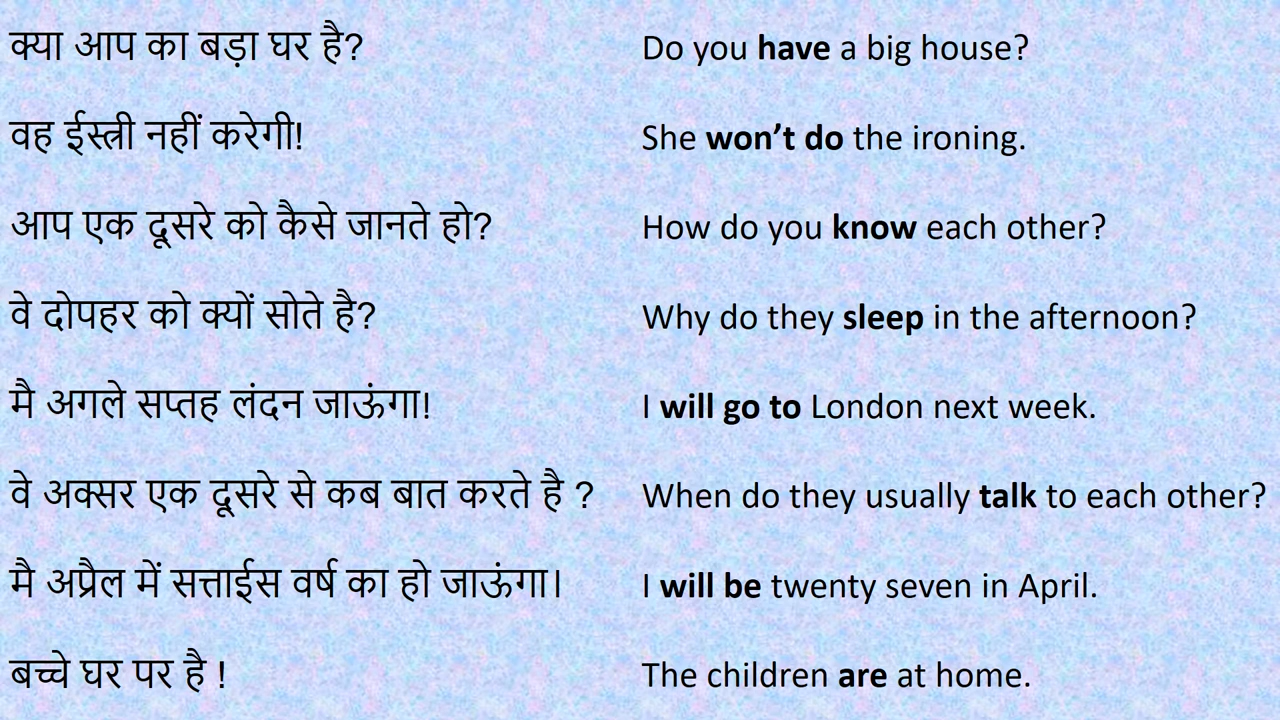 क्या आप का बड़ा घर है? Do you have a big house?
वह ईस्त्री नहीं करेगी! She won’t do the ironing.
आप एक दूसरे को कैसे जानते हो? How do you know each other?
वे दोपहर को क्यों सोते है? Why do they sleep in the afternoon?
मै अगले सप्तह लंदन जाऊंगा! I will go to London next week.
वे अक्सर एक दूसरे से कब बात करते है ? When do they usually talk to each other?
मै अप्रैल में सत्ताईस वर्ष का हो जाऊंगा। I will be twenty seven in April.
बच्चे घर पर है ! The children are at home.